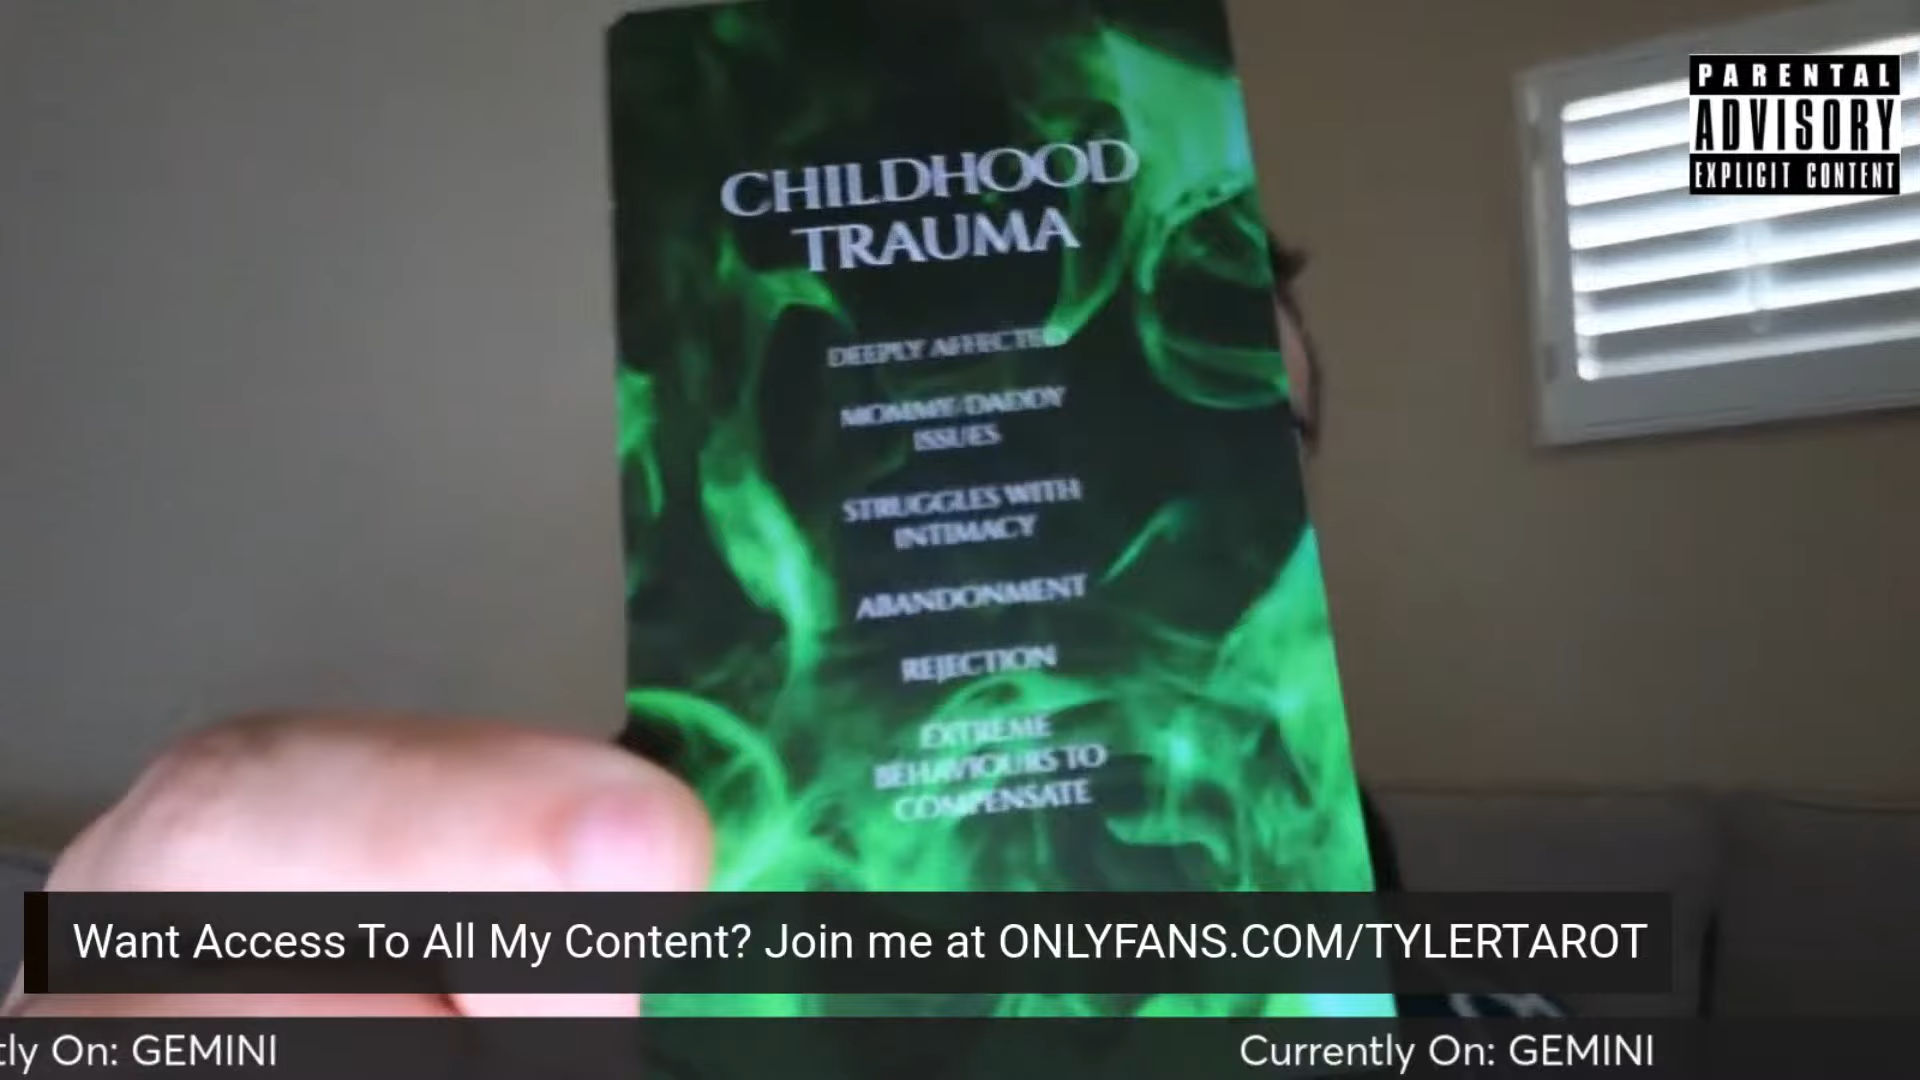 PARENTAL
ADVISORY
EXPLICIT CONTENT
CHILDHOOD
TRAUMA
DEEPLY AFFECTED
MOMMY/DADDY
ISSUES
STRUGGLES WITH
INTIMACY
ABANDONMENT
REJECTION
EXTREME
BEHAVIOURS TO
COMPENSATE
Want Access To All My Content? Join me at ONLYFANS.COM/TYLERTAROT
tly On: GEMINI
Currently On: GEMINI